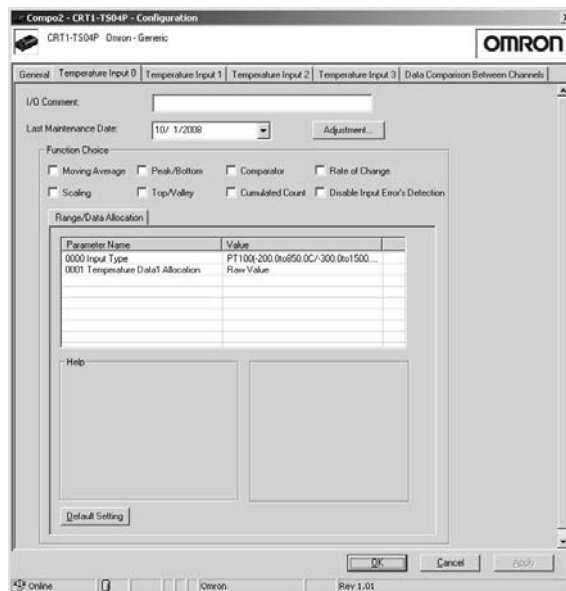 Compo2 - CRT1-TS04P - Configuration
CRT1-TS04P Omron - Generic
OMRON
General Temperature Input 0 Temperature Input 1 Temperature Input 2 Temperature Input 3 Data Comparison Between Channels
I/O Comment:
Last Maintenance Date: 10/ 1/2008 Adjustment...
Function Choice
Moving Average Peak/Bottom Comparator Rate of Change
Scaling Top/Valley Cumulated Count Disable Input Error's Detection
Range/Data Allocation
Parameter Name Value
0000 Input Type PT100(-200.0to850.0C/-300.0to1500....
0001 Temperature Data1 Allocation Raw Value
Help
Default Setting
OK Cancel Apply
Online Omron Rev 1.01